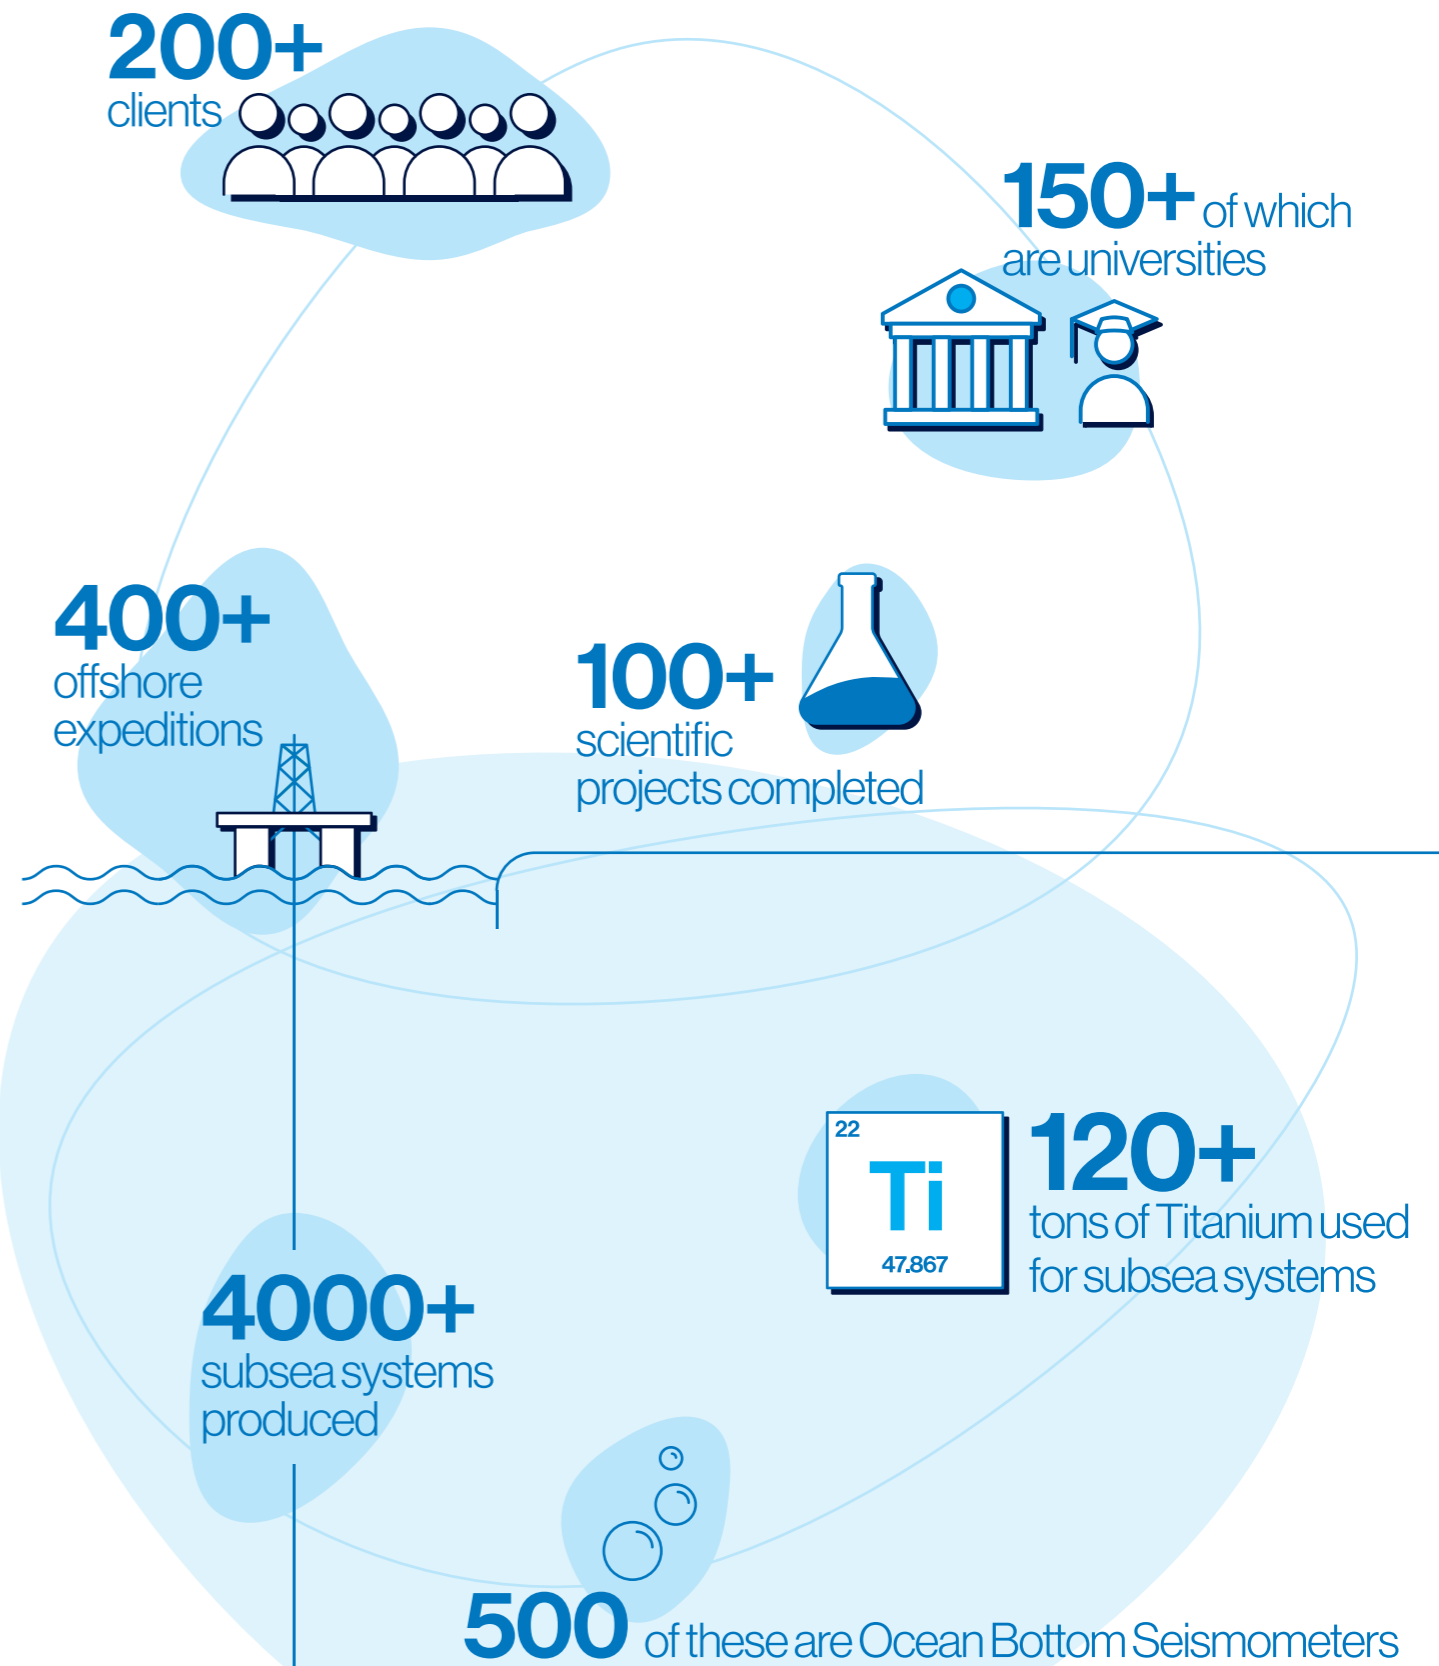 200+
clients
150+ of which
are universities
400+
offshore
expeditions
100+
scientific
projects completed
22
Ti
47.867
120+
tons of Titanium used
for subsea systems
4000+
subsea systems
produced
500 of these are Ocean Bottom Seismometers